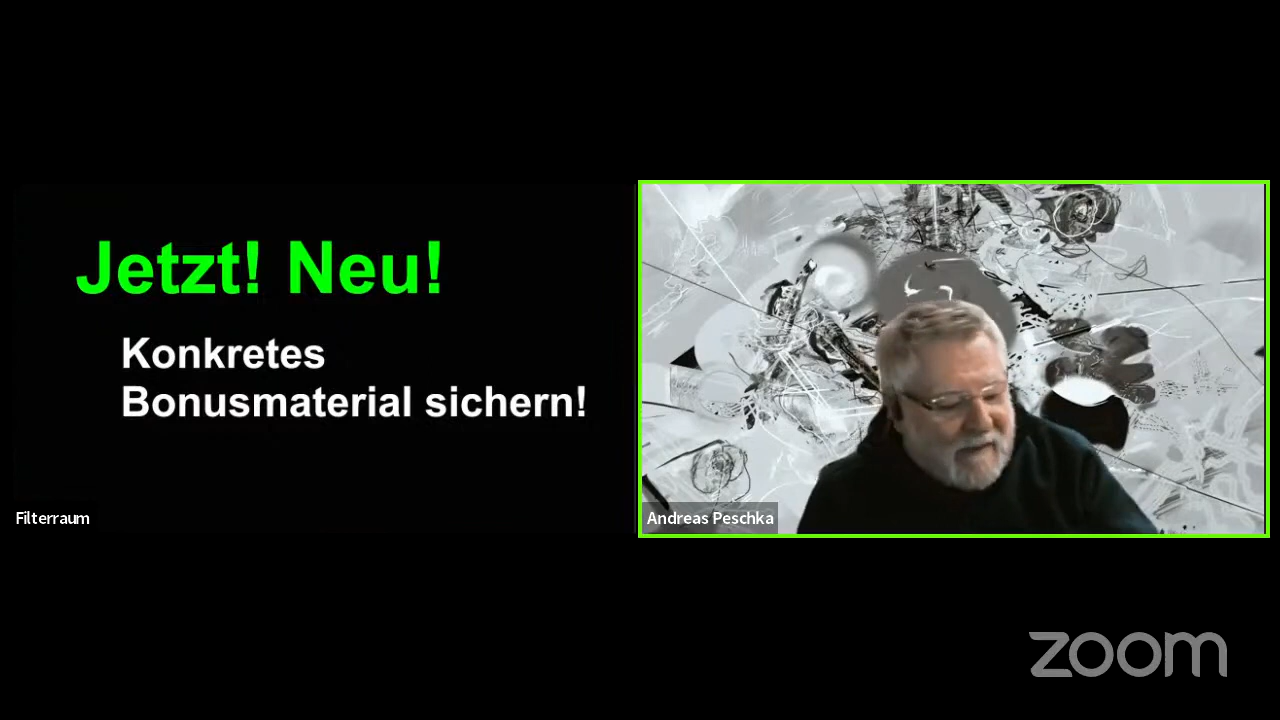 Jetzt! Neu!
Konkretes
Bonusmaterial sichern!
Filterraum
Andreas Peschka
zoom